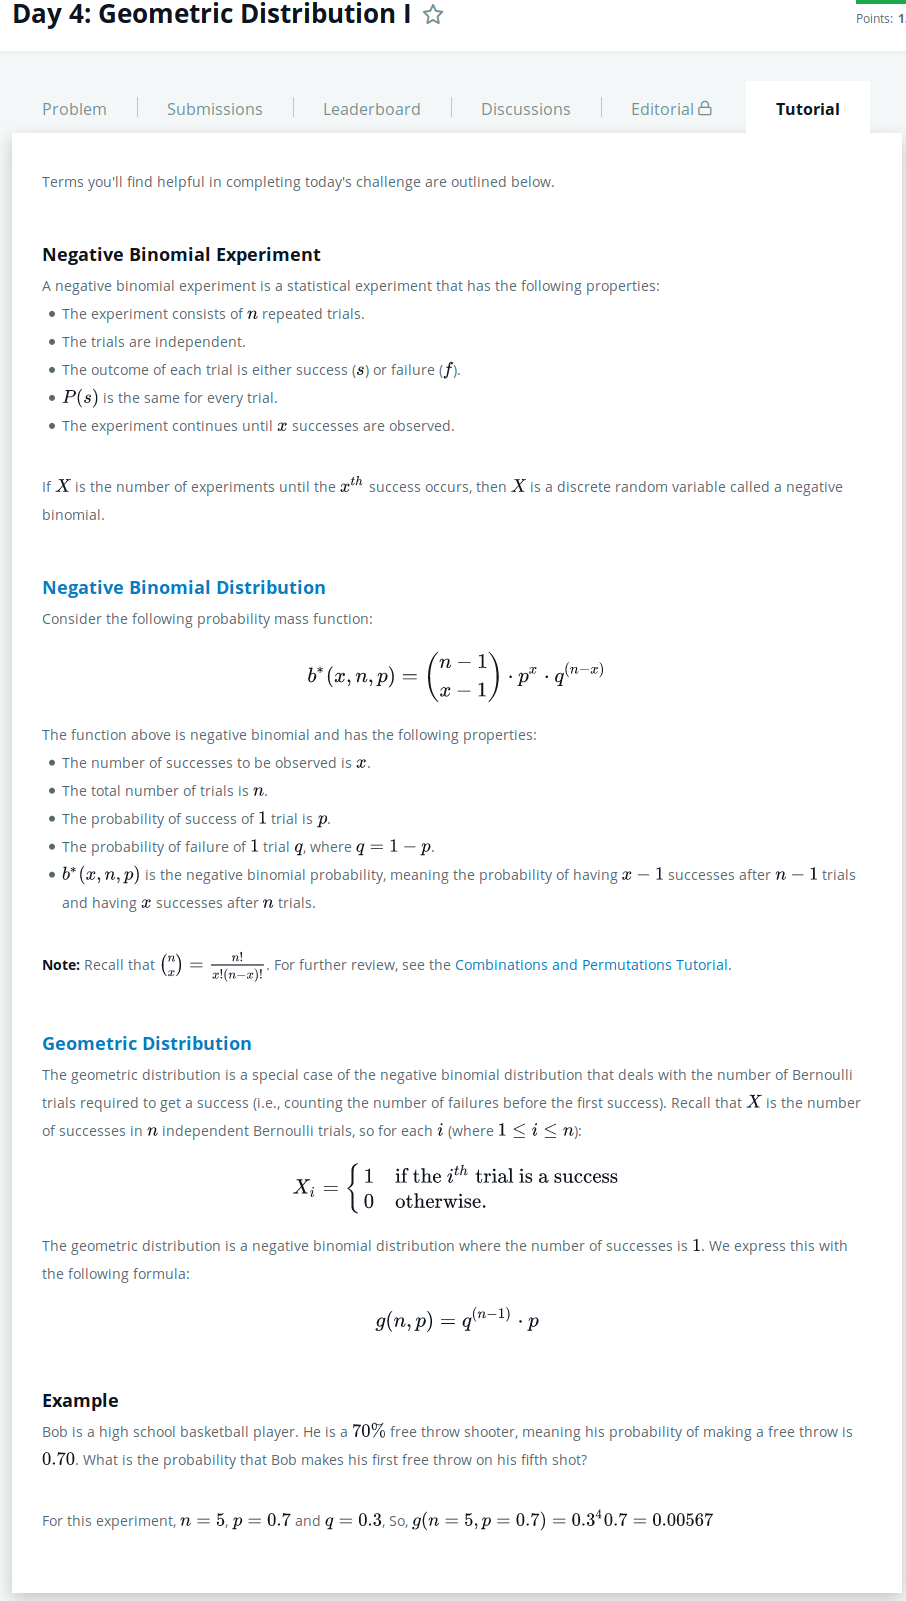 Day 4: Geometric Distribution I ☆
Points: 1
Problem | Submissions | Leaderboard | Discussions | Editorial | Tutorial
Terms you'll find helpful in completing today's challenge are outlined below.
Negative Binomial Experiment
A negative binomial experiment is a statistical experiment that has the following properties:
• The experiment consists of n repeated trials.
• The trials are independent.
• The outcome of each trial is either success (s) or failure (f).
• P(s) is the same for every trial.
• The experiment continues until x successes are observed.
If X is the number of experiments until the x^th success occurs, then X is a discrete random variable called a negative
binomial.
Negative Binomial Distribution
Consider the following probability mass function:
b*(x, n, p) = (n − 1 x − 1) · p^x · q^(n−x)
The function above is negative binomial and has the following properties:
• The number of successes to be observed is x.
• The total number of trials is n.
• The probability of success of 1 trial is p.
• The probability of failure of 1 trial q, where q = 1 − p.
• b*(x, n, p) is the negative binomial probability, meaning the probability of having x − 1 successes after n − 1 trials
and having x successes after n trials.
Note: Recall that (n x) = n!/x!(n−x)!. For further review, see the Combinations and Permutations Tutorial.
Geometric Distribution
The geometric distribution is a special case of the negative binomial distribution that deals with the number of Bernoulli
trials required to get a success (i.e., counting the number of failures before the first success). Recall that X is the number
of successes in n independent Bernoulli trials, so for each i (where 1 ≤ i ≤ n):
X_i = { 1 if the i^th trial is a success
0 otherwise.
The geometric distribution is a negative binomial distribution where the number of successes is 1. We express this with
the following formula:
g(n, p) = q^(n−1) · p
Example
Bob is a high school basketball player. He is a 70% free throw shooter, meaning his probability of making a free throw is
0.70. What is the probability that Bob makes his first free throw on his fifth shot?
For this experiment, n = 5, p = 0.7 and q = 0.3, So, g(n = 5, p = 0.7) = 0.3^4 0.7 = 0.00567